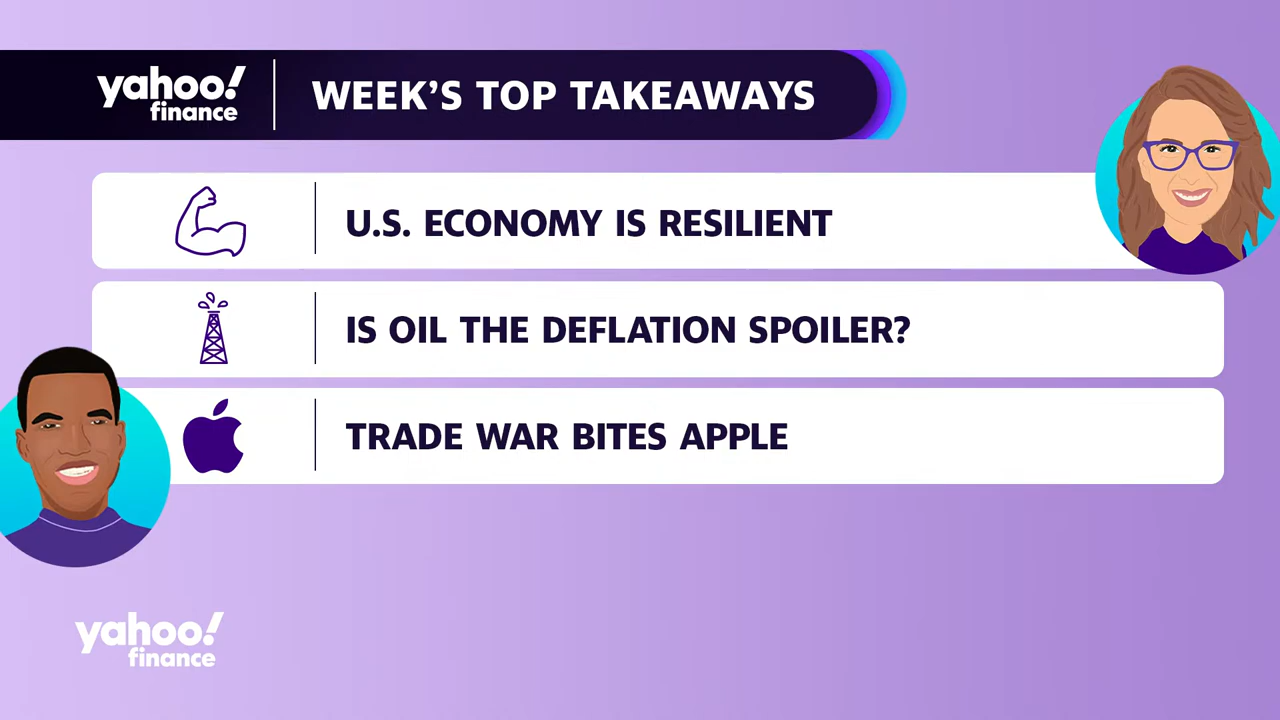 yahoo!
finance
WEEK'S TOP TAKEAWAYS
U.S. ECONOMY IS RESILIENT
IS OIL THE DEFLATION SPOILER?
TRADE WAR BITES APPLE
yahoo!
finance